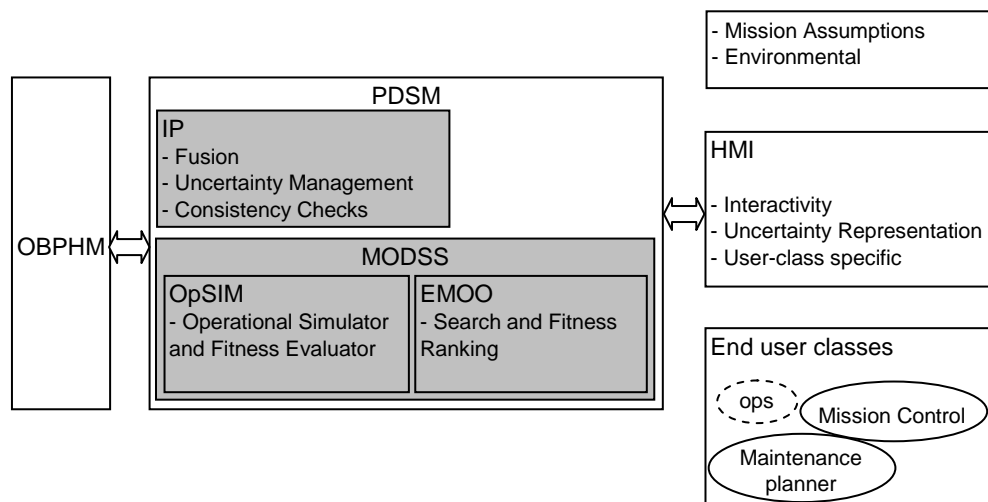 OBPHM
PDSM
IP
- Fusion
- Uncertainty Management
- Consistency Checks
MODSS
OpSIM
- Operational Simulator
and Fitness Evaluator
EMOO
- Search and Fitness
Ranking
- Mission Assumptions
- Environmental
HMI
- Interactivity
- Uncertainty Representation
- User-class specific
End user classes
ops
Mission Control
Maintenance
planner